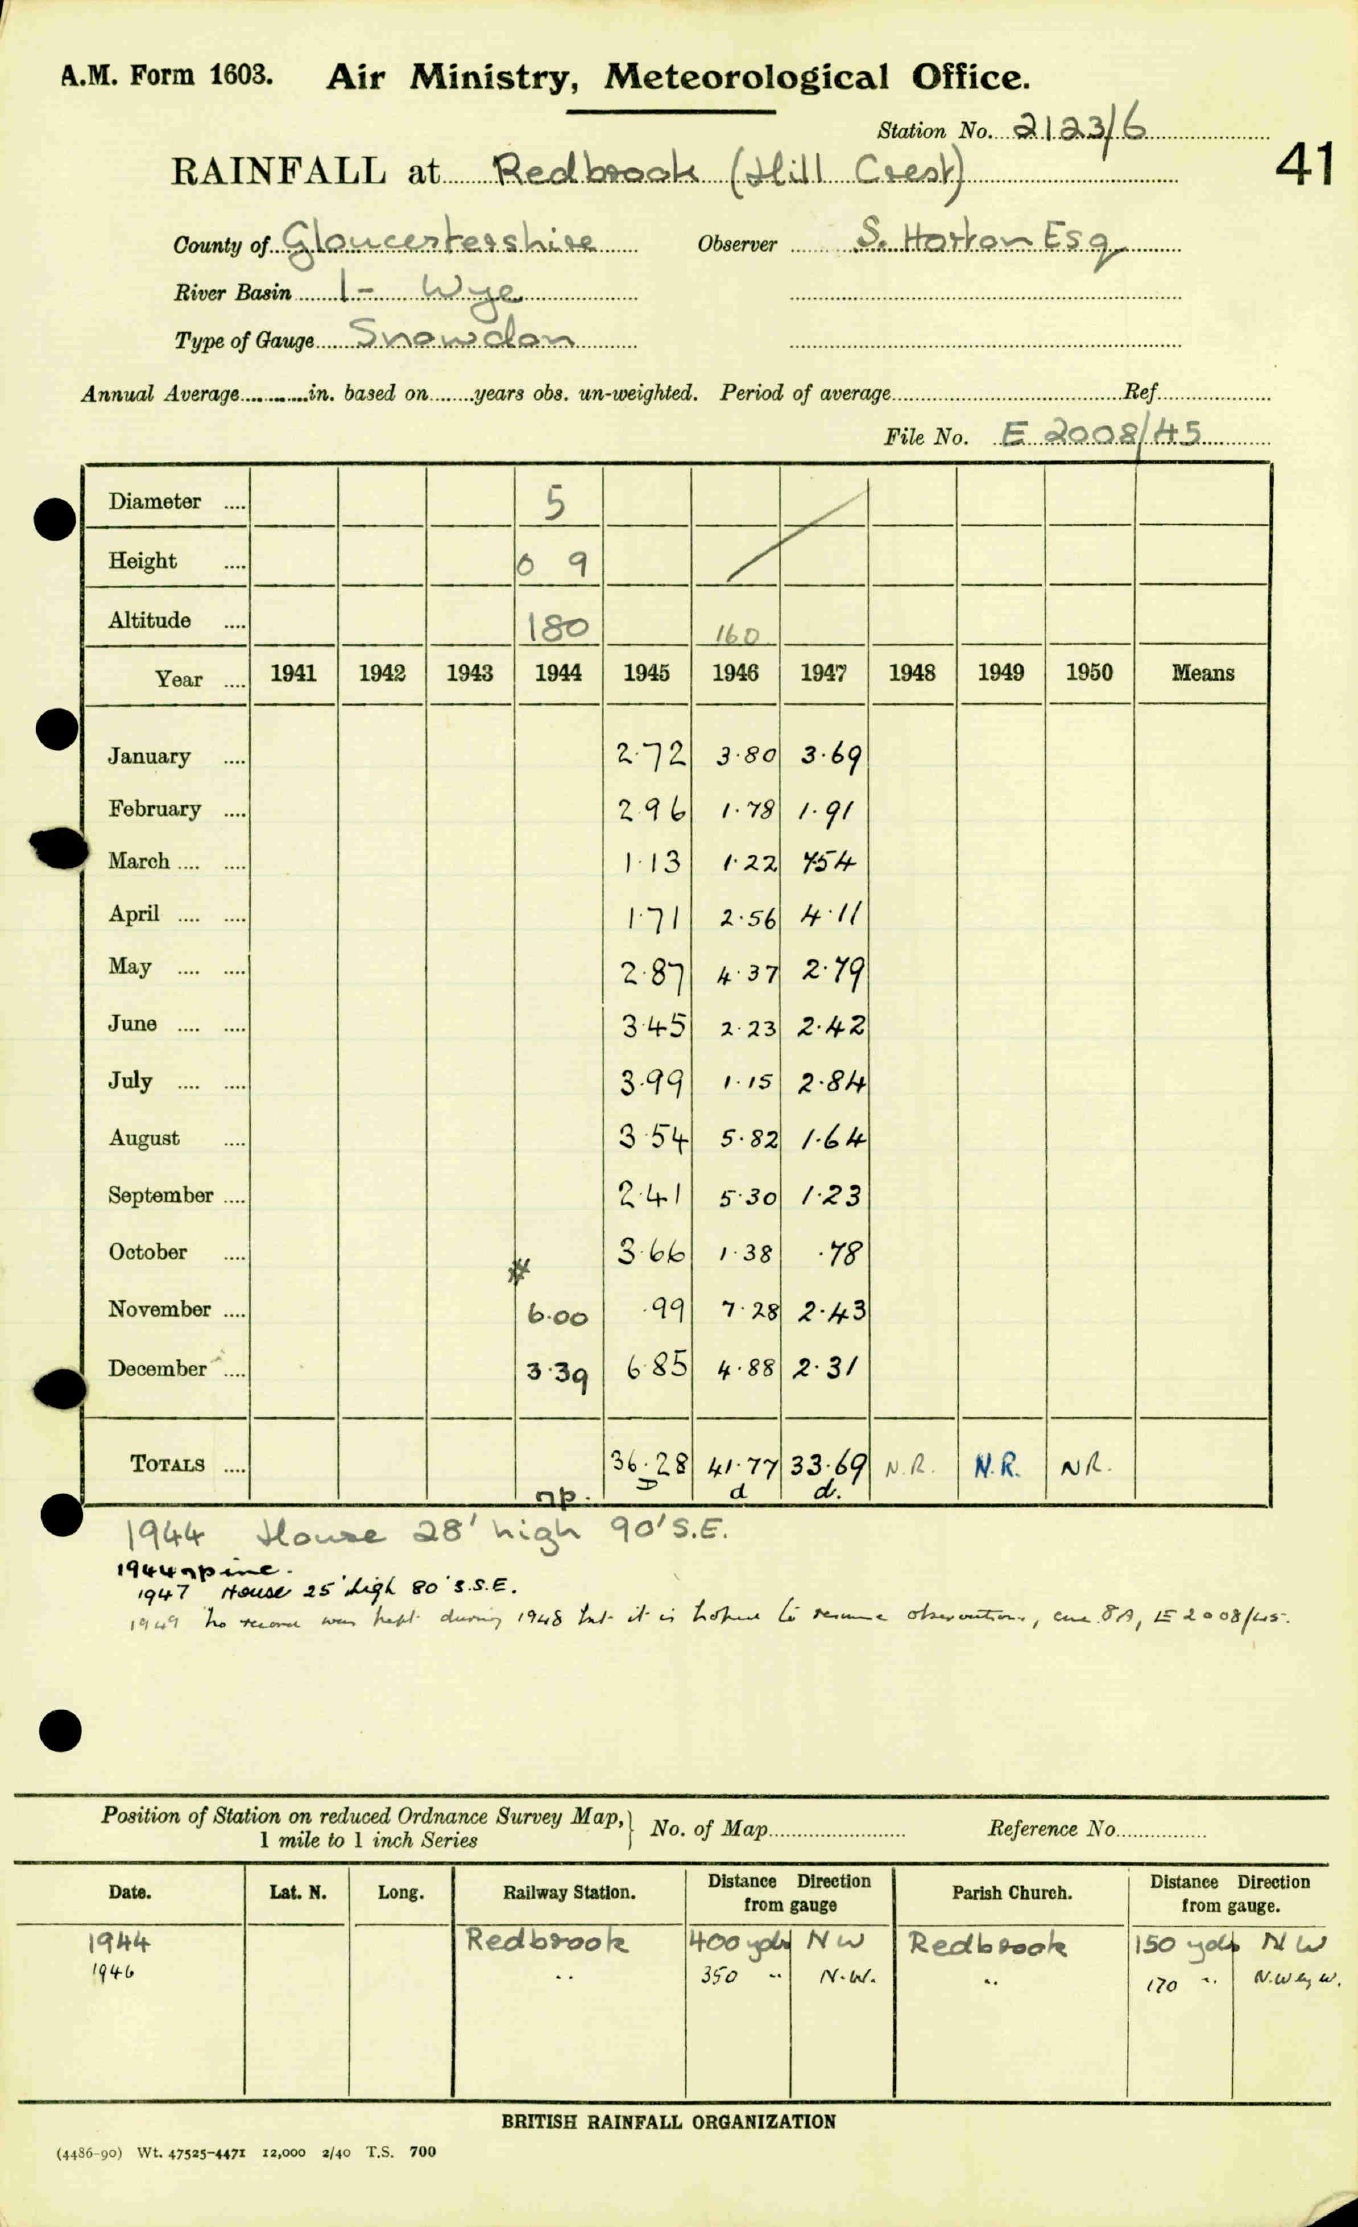 A.M. Form 1603. Air Ministry, Meteorological Office.
Station No. 2123/6
41
RAINFALL at Redbrook (Hill Crest)
County of Gloucestershire Observer S. Horton Esq
River Basin 1 - Wye
Type of Gauge Snowdon
Annual Average............in. based on........years obs. un-weighted. Period of average........Ref........
File No. E 2008/45
Diameter .... 5
Height .... 0 9
Altitude .... 180 160
Year .... 1941 1942 1943 1944 1945 1946 1947 1948 1949 1950 Means
January .... 2.72 3.80 3.69
February .... 2.96 1.78 1.91
March .... .... 1.13 1.22 7.54
April .... .... 1.71 2.56 4.11
May .... .... 2.87 4.37 2.79
June .... .... 3.45 2.23 2.42
July .... .... 3.99 1.15 2.84
August .... 3.54 5.82 1.64
September .... 2.41 5.30 1.23
October .... 3.66 1.38 .78
November .... 6.00 .99 7.28 2.43
December .... 3.39 6.85 4.88 2.31
TOTALS .... 36.28 41.77 33.69 N.R. N.R. NR.
np. D d d.
1944 House 28' high 90' S.E.
1944 np inc.
1947 House 25' high 80' S.S.E.
1949 No record was kept during 1948 but it is hoped to resume observations, 8A, E 2008/45.
Position of Station on reduced Ordnance Survey Map,} No. of Map........ Reference No........
1 mile to 1 inch Series
Date. Lat. N. Long. Railway Station. Distance from gauge Direction Parish Church. Distance from gauge. Direction
1944 Redbrook 400 yds NW Redbrook 150 yds NW
1946 " 350 " N.W. " 170 " N.W by W.
BRITISH RAINFALL ORGANIZATION
(4486-90) Wt. 47525-4471 12,000 2/40 T.S. 700